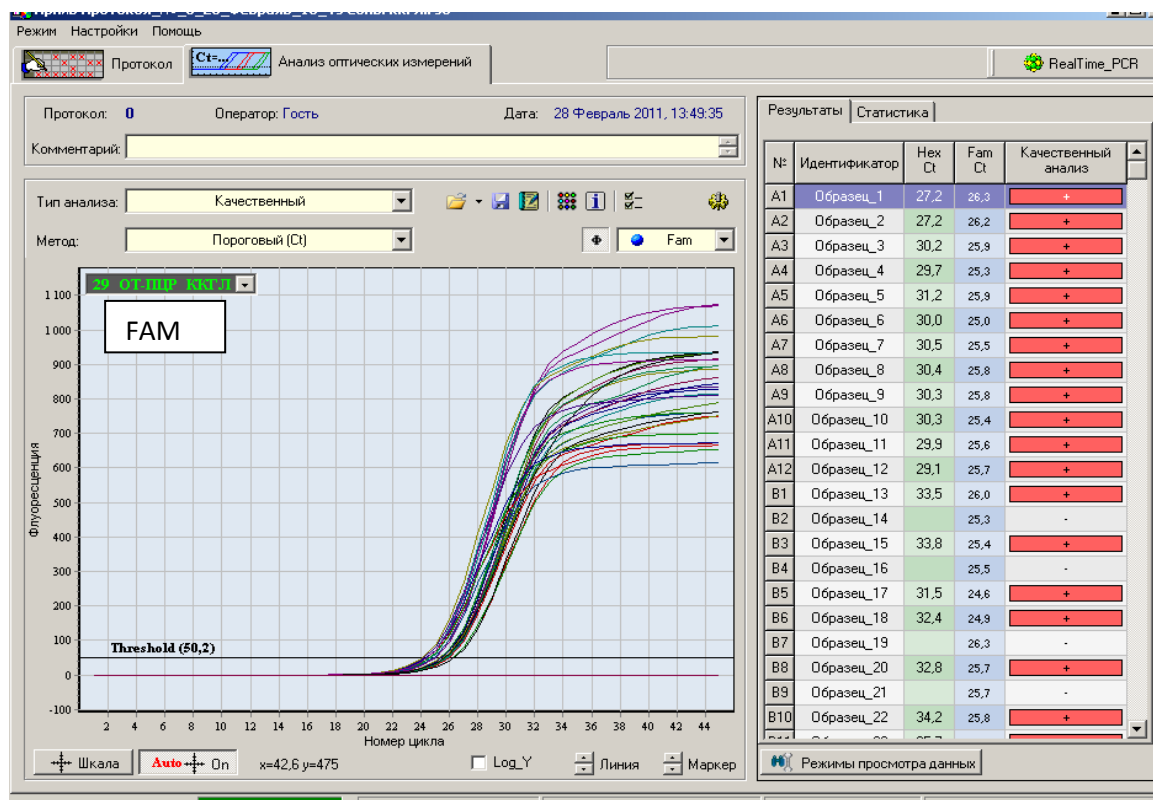 Режим Настройки Помощь
Протокол
Ct=...
Анализ оптических измерений
RealTime_PCR
Протокол: 0 Оператор: Гость Дата: 28 Февраль 2011, 13:49:35
Комментарий:
Тип анализа: Качественный
Метод: Пороговый (Ct) Ф Fam
29 ОТ-ПЦР ККГЛ
FAM
1 100
1 000
900
800
700
600
500
400
300
200
100
0
-100
Флуоресценция
Threshold (50,2)
2 4 6 8 10 12 14 16 18 20 22 24 26 28 30 32 34 36 38 40 42 44
Номер цикла
Шкала Auto On x=42,6 y=475 Log_Y Линия Маркер
Результаты Статистика
№ Идентификатор Hex Ct Fam Ct Качественный анализ
A1 Образец_1 27,2 26,3 +
A2 Образец_2 27,2 26,2 +
A3 Образец_3 30,2 25,9 +
A4 Образец_4 29,7 25,3 +
A5 Образец_5 31,2 25,9 +
A6 Образец_6 30,0 25,0 +
A7 Образец_7 30,5 25,5 +
A8 Образец_8 30,4 25,8 +
A9 Образец_9 30,3 25,8 +
A10 Образец_10 30,3 25,4 +
A11 Образец_11 29,9 25,6 +
A12 Образец_12 29,1 25,7 +
B1 Образец_13 33,5 26,0 +
B2 Образец_14 25,3 -
B3 Образец_15 33,8 25,4 +
B4 Образец_16 25,5 -
B5 Образец_17 31,5 24,6 +
B6 Образец_18 32,4 24,9 +
B7 Образец_19 26,3 -
B8 Образец_20 32,8 25,7 +
B9 Образец_21 25,7 -
B10 Образец_22 34,2 25,8 +
Режимы просмотра данных